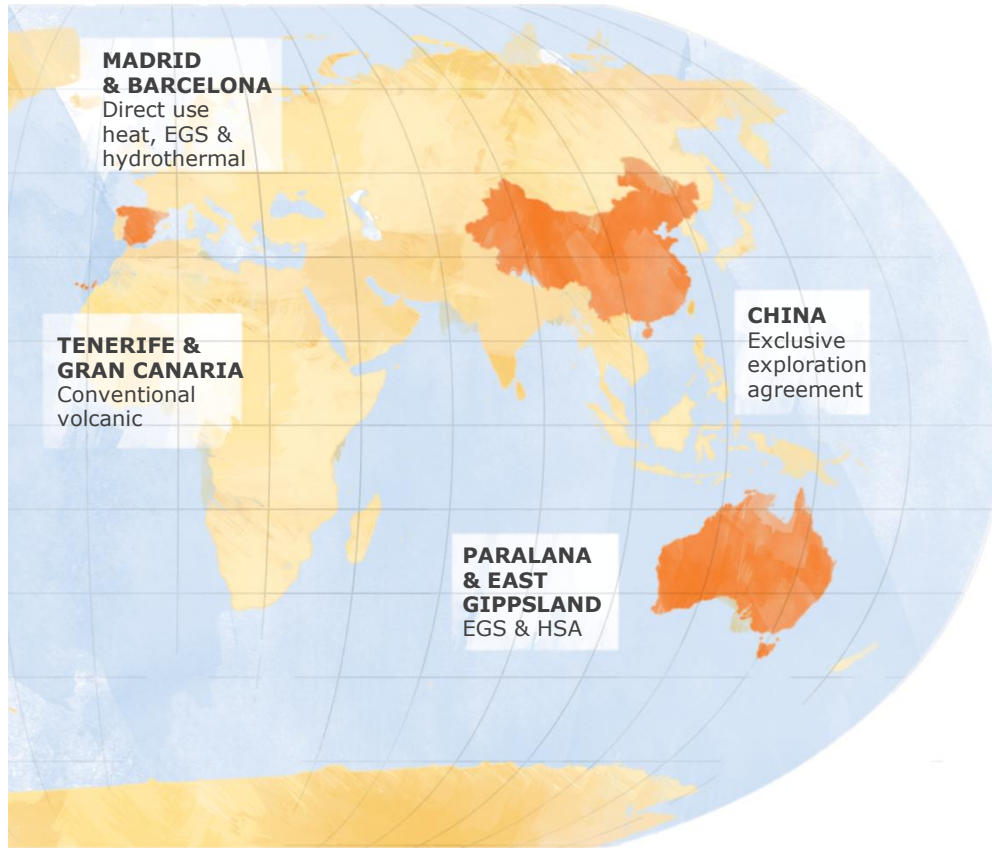 MADRID
& BARCELONA
Direct use
heat, EGS &
hydrothermal
TENERIFE &
GRAN CANARIA
Conventional
volcanic
CHINA
Exclusive
exploration
agreement
PARALANA
& EAST
GIPPSLAND
EGS & HSA